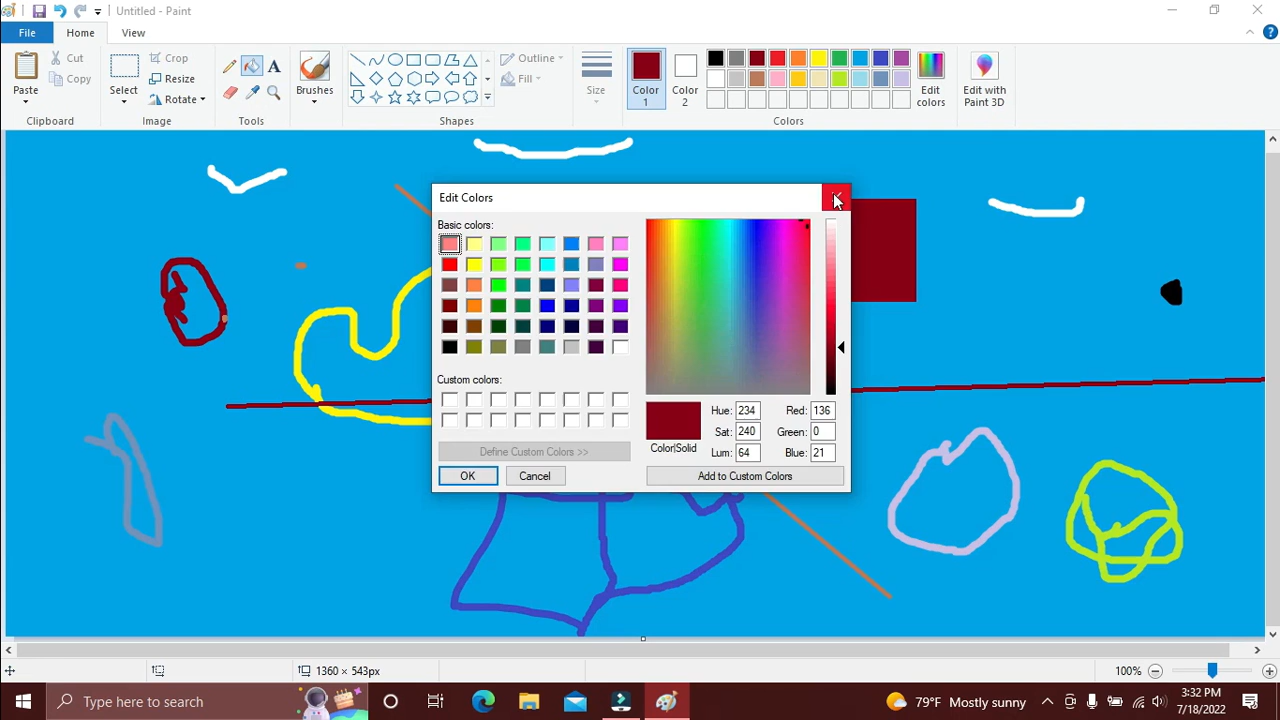 Untitled - Paint
File Home View
Paste
Cut
Copy
Clipboard
Select
Crop
Resize
Rotate
Image
A
Tools
Brushes
Outline
Fill
Shapes
Size
Color 1
Color 2
Edit colors
Colors
Edit with Paint 3D
Edit Colors
Basic colors:
Custom colors:
Define Custom Colors >>
OK Cancel
Color|Solid
Hue: 234 Red: 136
Sat: 240 Green: 0
Lum: 64 Blue: 21
Add to Custom Colors
1360 × 543px
100%
Type here to search
79°F Mostly sunny
3:32 PM
7/18/2022